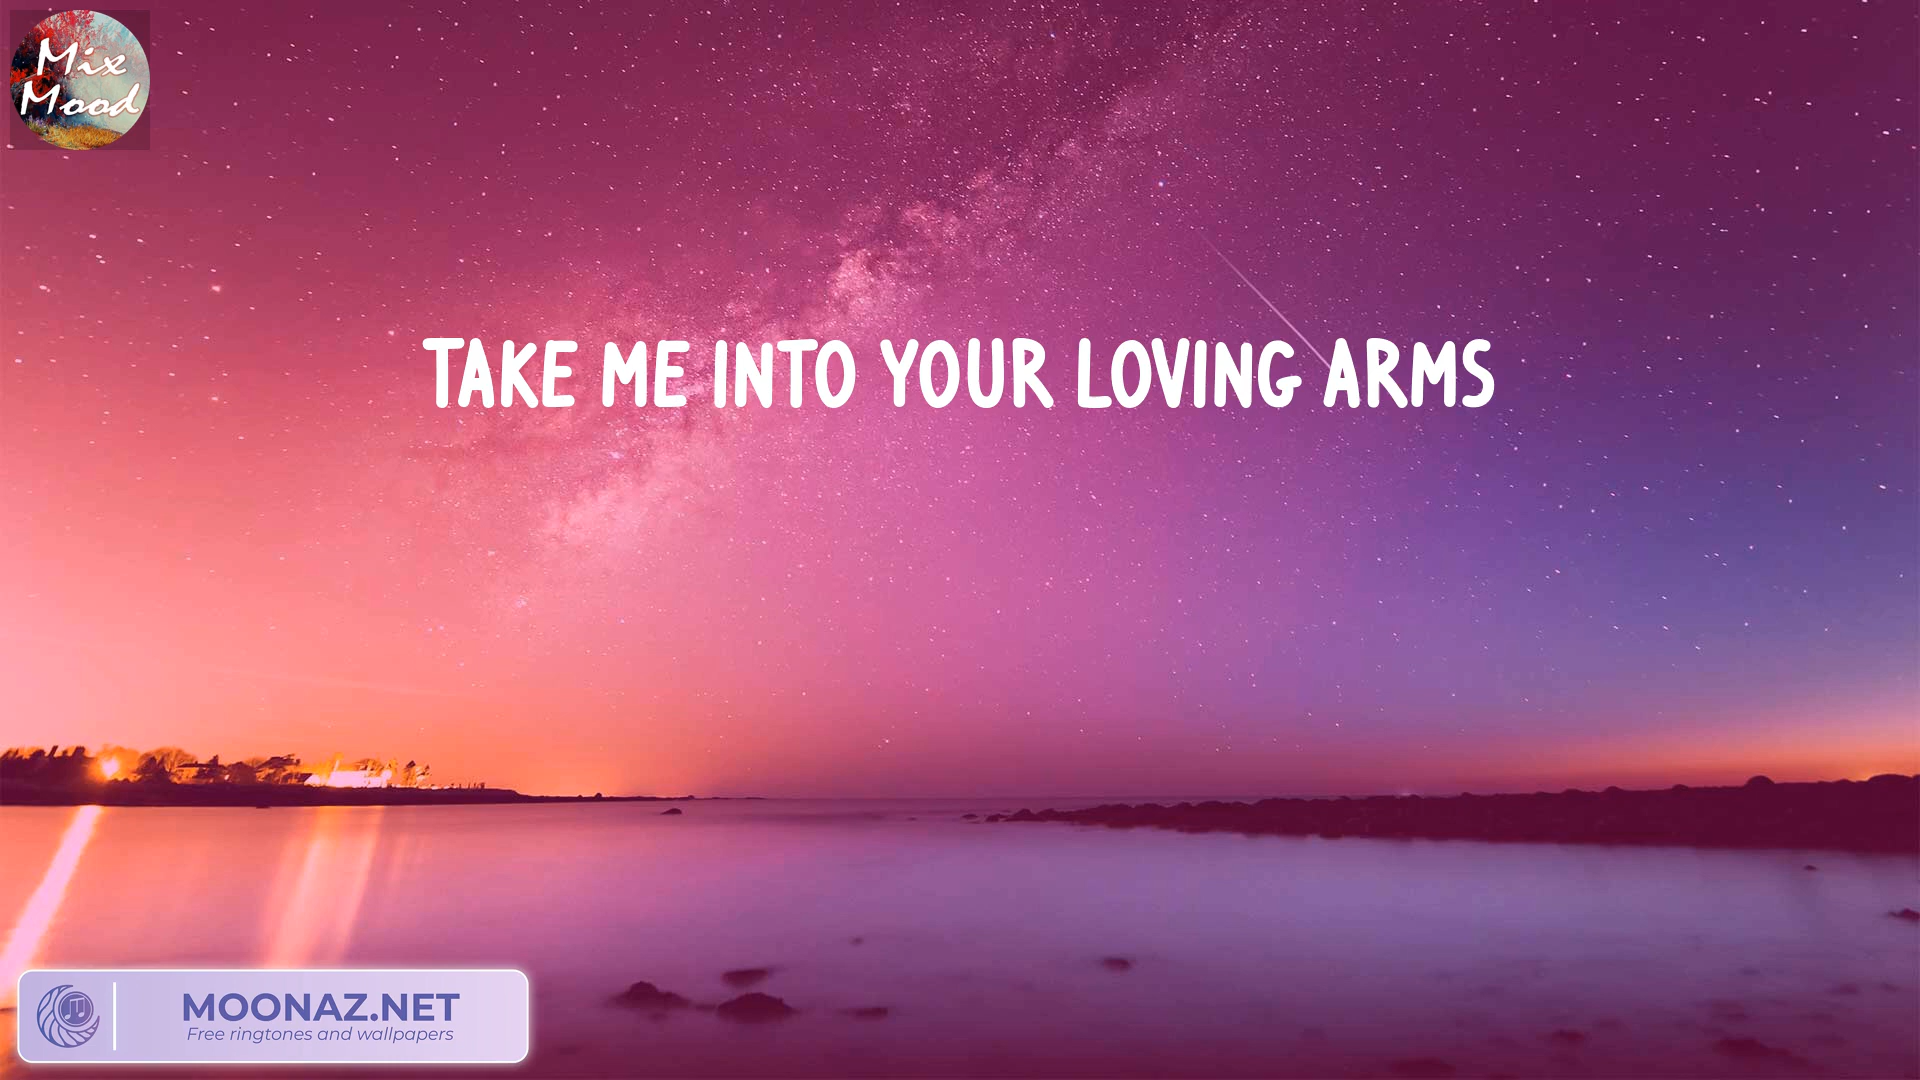 Mix
Mood
TAKE ME INTO YOUR LOVING ARMS
MOONAZ.NET
Free ringtones and wallpapers